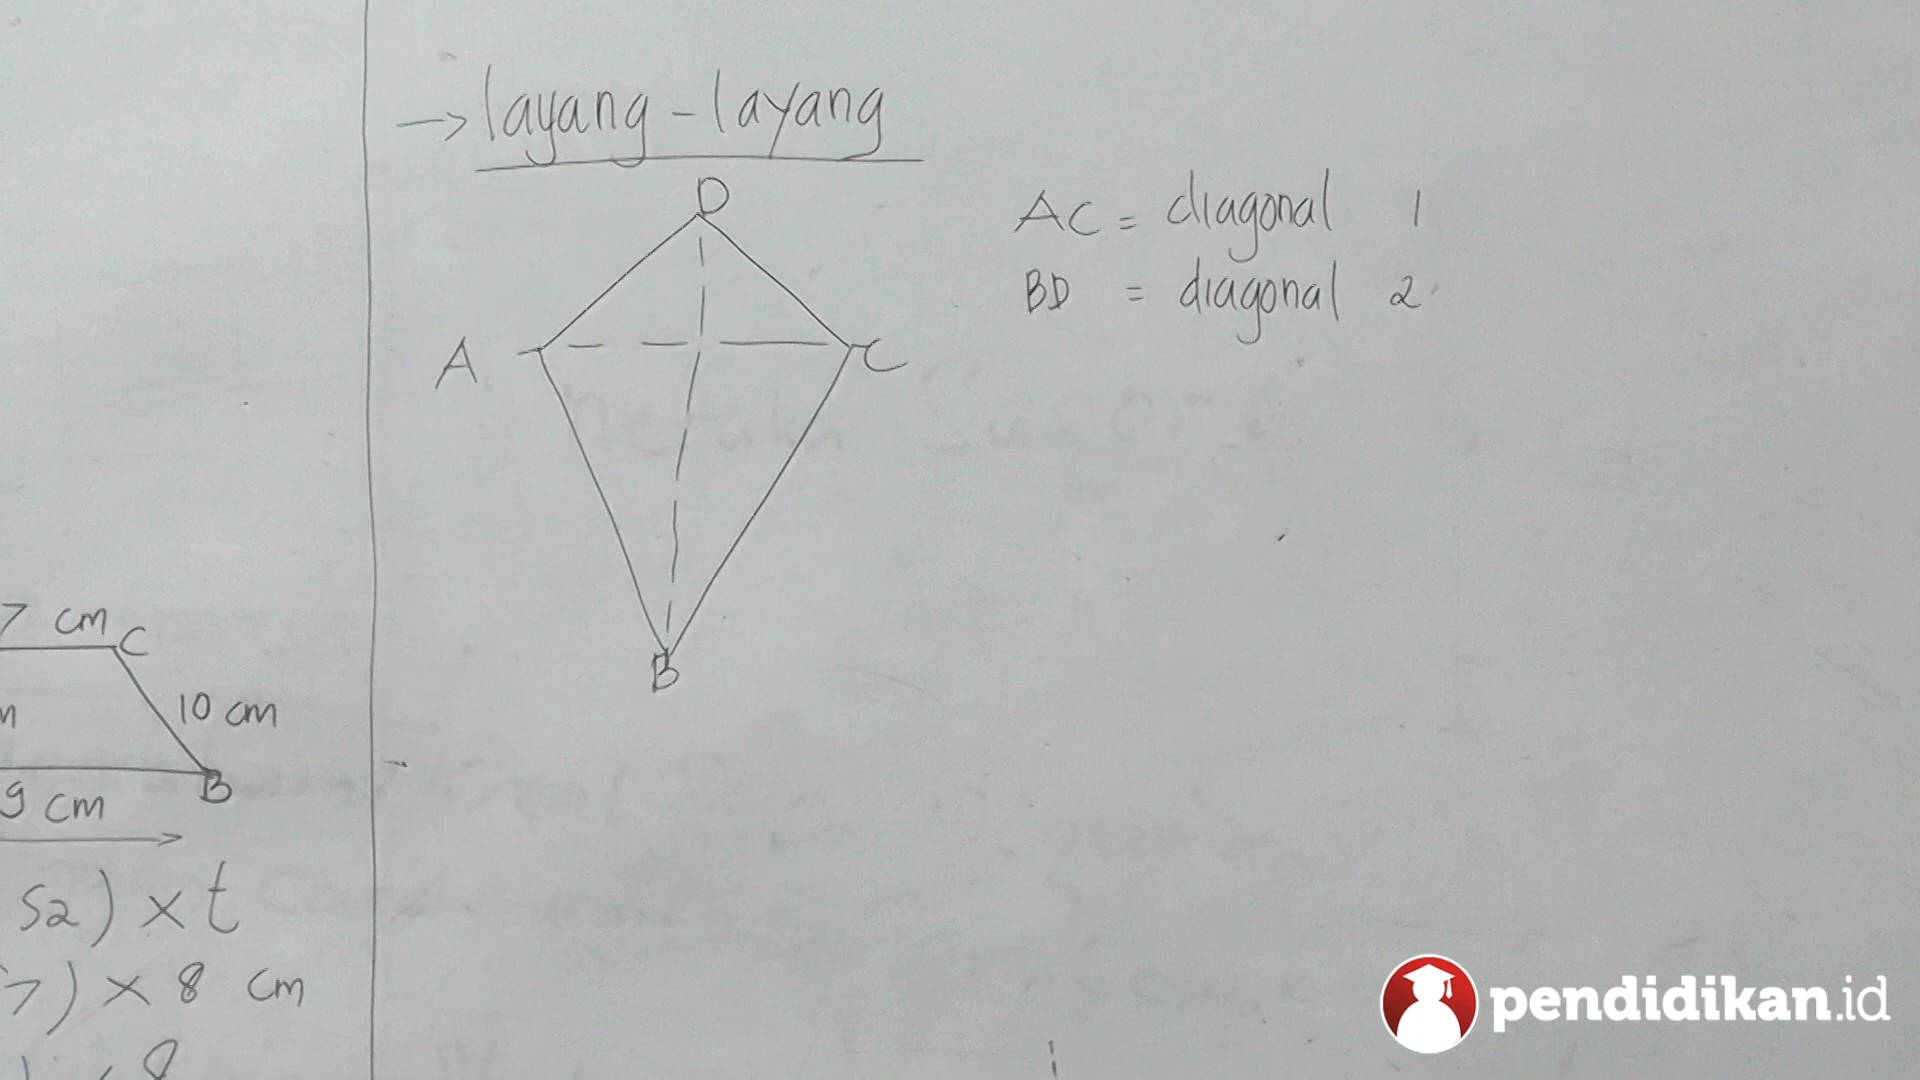 7 cm
C
10 cm
B
9 cm
s2) × t
7) × 8 cm
8
→ layang - layang
D
A
C
B
AC = diagonal 1
BD = diagonal 2
pendidikan.id